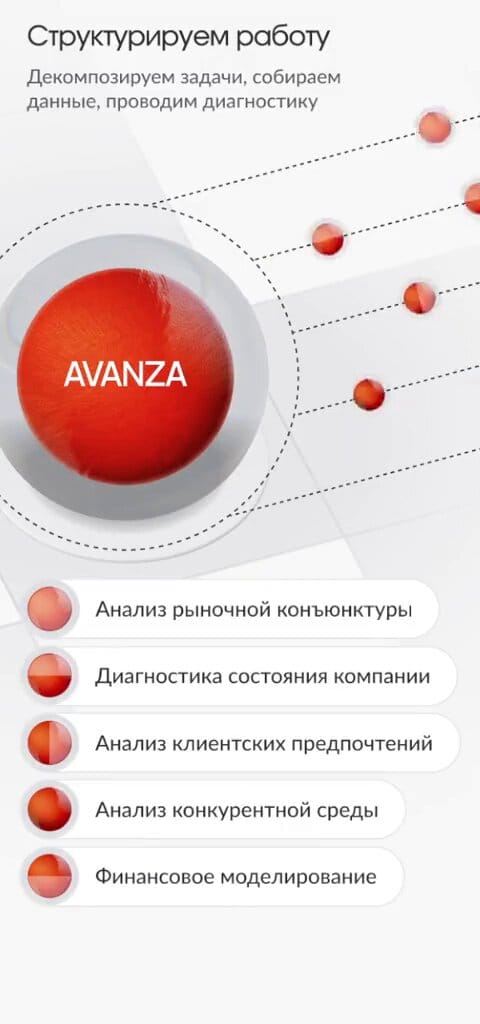 Структурируем работу
Декомпозируем задачи, собираем
данные, проводим диагностику
AVANZA
Анализ рыночной конъюнктуры
Диагностика состояния компании
Анализ клиентских предпочтений
Анализ конкурентной среды
Финансовое моделирование